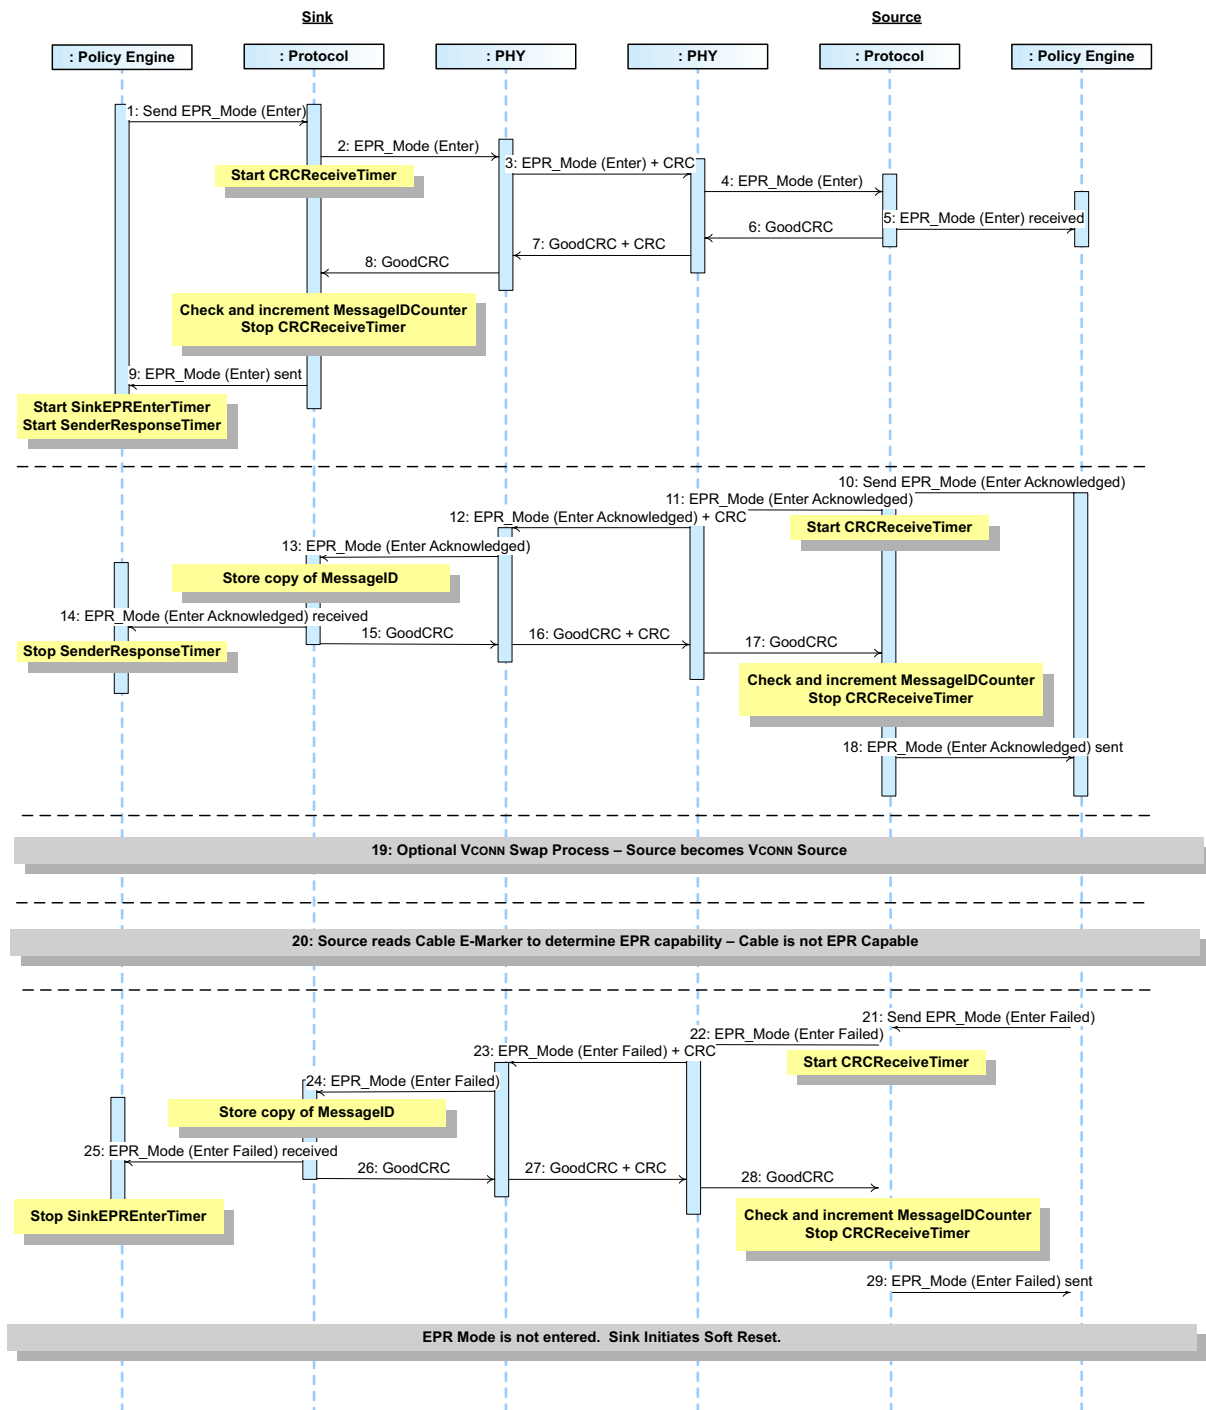 Sink
Source
: Policy Engine
: Protocol
: PHY
: PHY
: Protocol
: Policy Engine
1: Send EPR_Mode (Enter)
2: EPR_Mode (Enter)
Start CRCReceiveTimer
3: EPR_Mode (Enter) + CRC
4: EPR_Mode (Enter)
5: EPR_Mode (Enter) received
6: GoodCRC
7: GoodCRC + CRC
8: GoodCRC
Check and increment MessageIDCounter
Stop CRCReceiveTimer
9: EPR_Mode (Enter) sent
Start SinkEPREnterTimer
Start SenderResponseTimer
10: Send EPR_Mode (Enter Acknowledged)
11: EPR_Mode (Enter Acknowledged)
Start CRCReceiveTimer
12: EPR_Mode (Enter Acknowledged) + CRC
13: EPR_Mode (Enter Acknowledged)
Store copy of MessageID
14: EPR_Mode (Enter Acknowledged) received
15: GoodCRC
16: GoodCRC + CRC
17: GoodCRC
Stop SenderResponseTimer
Check and increment MessageIDCounter
Stop CRCReceiveTimer
18: EPR_Mode (Enter Acknowledged) sent
19: Optional VCONN Swap Process – Source becomes VCONN Source
20: Source reads Cable E-Marker to determine EPR capability – Cable is not EPR Capable
21: Send EPR_Mode (Enter Failed)
22: EPR_Mode (Enter Failed)
Start CRCReceiveTimer
23: EPR_Mode (Enter Failed) + CRC
24: EPR_Mode (Enter Failed)
Store copy of MessageID
25: EPR_Mode (Enter Failed) received
26: GoodCRC
27: GoodCRC + CRC
28: GoodCRC
Stop SinkEPREnterTimer
Check and increment MessageIDCounter
Stop CRCReceiveTimer
29: EPR_Mode (Enter Failed) sent
EPR Mode is not entered.  Sink Initiates Soft Reset.